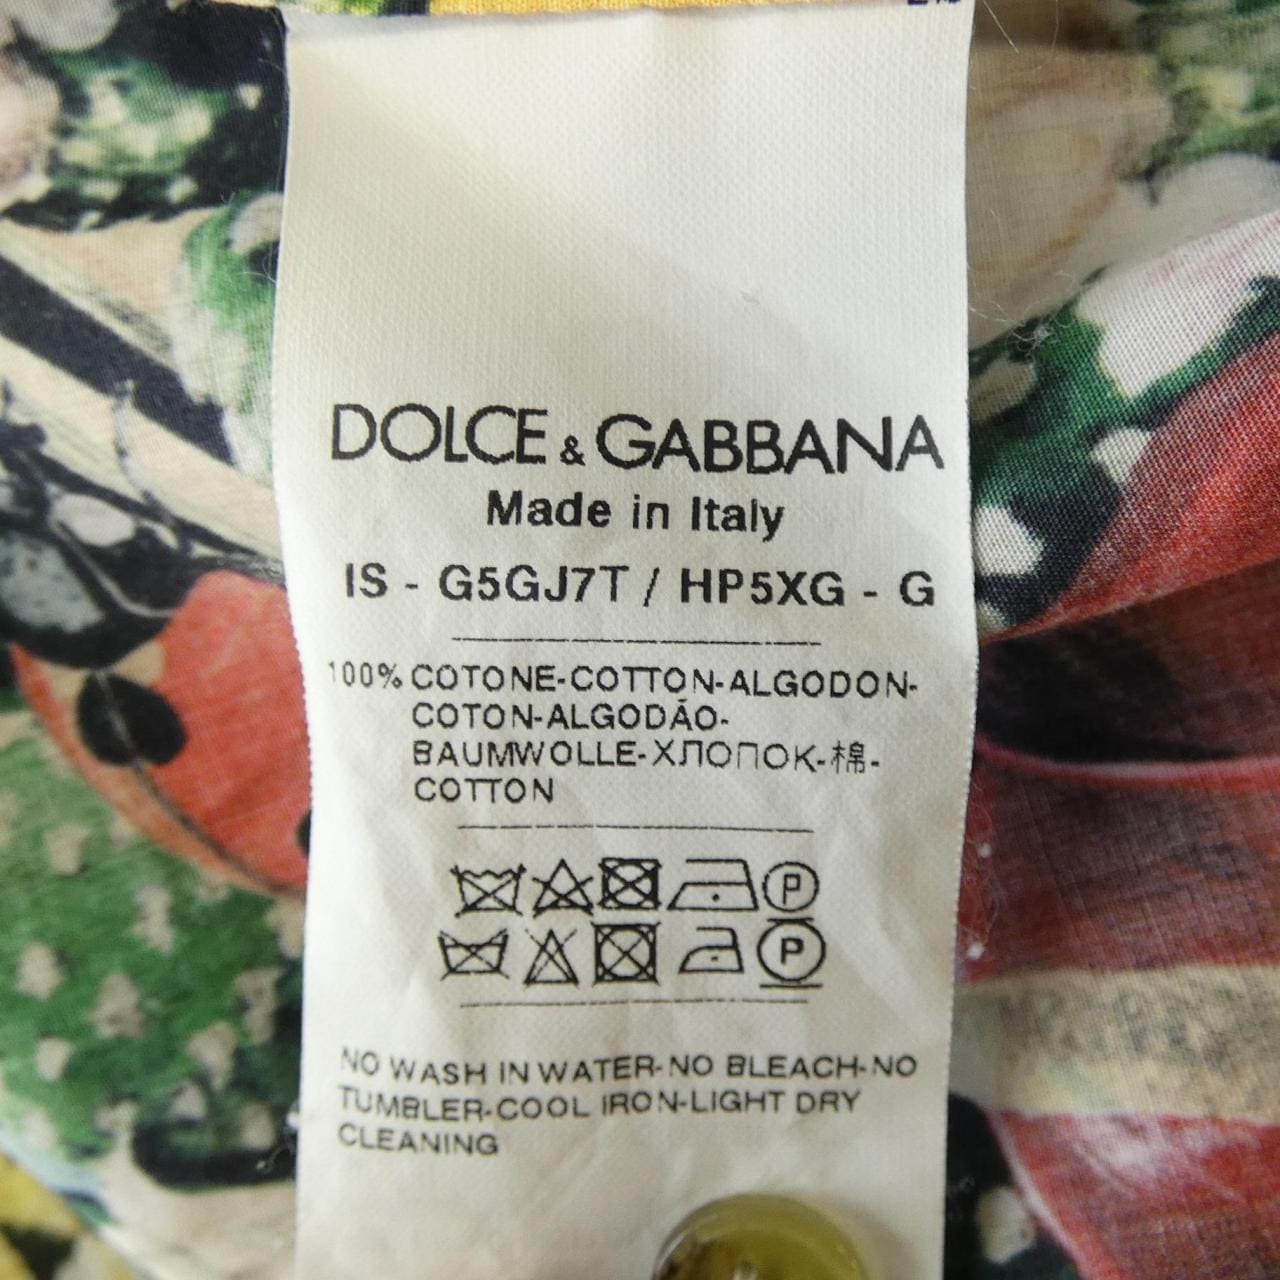 DOLCE & GABBANA
Made in Italy
IS - G5GJ7T / HP5XG - G
100% COTONE-COTTON-ALGODON-
COTON-ALGODÃO-
BAUMWOLLE-ХЛОПОК-棉-
COTTON
P
P
NO WASH IN WATER-NO BLEACH-NO
TUMBLER-COOL IRON-LIGHT DRY
CLEANING